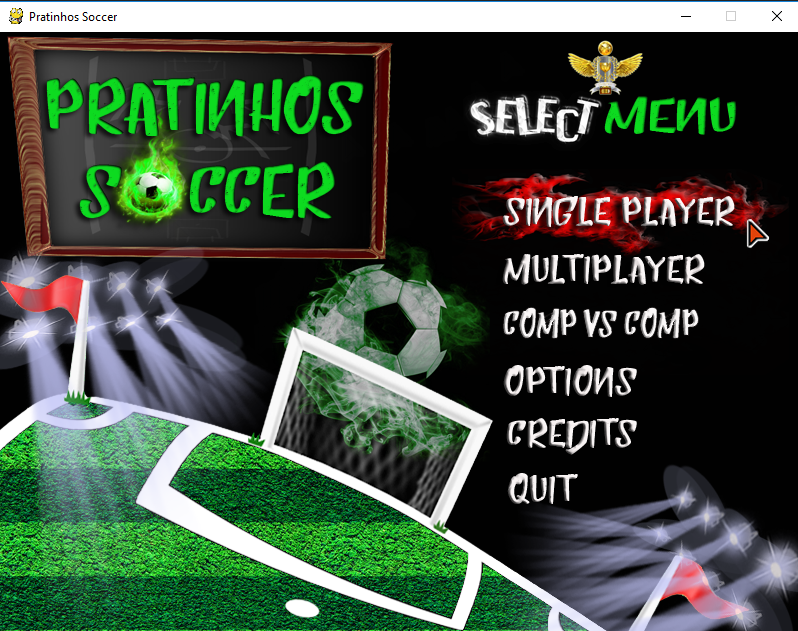 Pratinhos Soccer
PRATINHOS
SOCCER
SELECT MENU
SINGLE PLAYER
MULTIPLAYER
COMP VS COMP
OPTIONS
CREDITS
QUIT